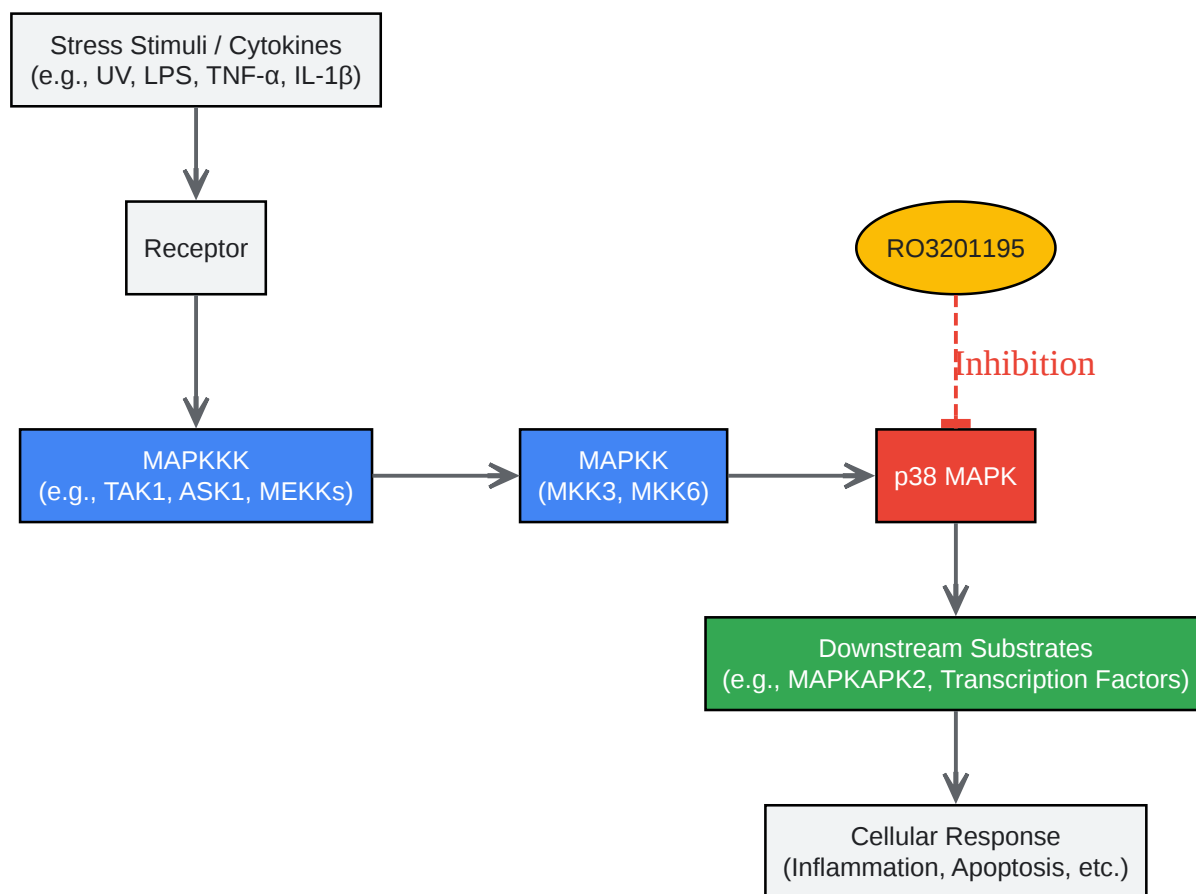 Stress Stimuli / Cytokines
(e.g., UV, LPS, TNF-α, IL-1β)
Receptor
RO3201195
Inhibition
MAPKKK
(e.g., TAK1, ASK1, MEKKs)
MAPKK
(MKK3, MKK6)
p38 MAPK
Downstream Substrates
(e.g., MAPKAPK2, Transcription Factors)
Cellular Response
(Inflammation, Apoptosis, etc.)